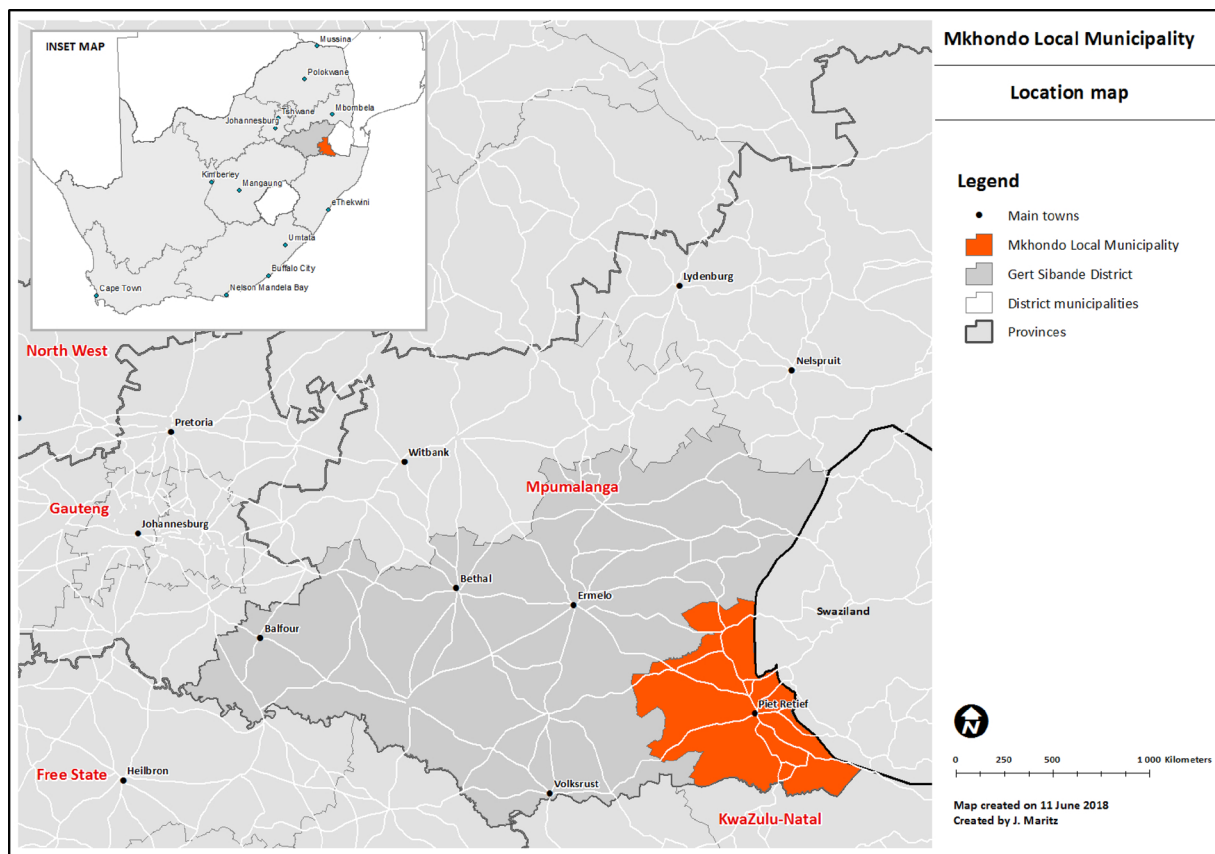 INSET MAP
Mussina
Polokwane
Mbombela
Tshwane
Johannesburg
Kimberley
Mangaung
eThekwini
Umtata
Buffalo City
Nelson Mandela Bay
Cape Town
North West
Lydenburg
Nelspruit
Pretoria
Witbank
Mpumalanga
Gauteng
Johannesburg
Bethal
Ermelo
Swaziland
Balfour
Piet Retief
Free State
Heilbron
Volksrust
KwaZulu-Natal
Mkhondo Local Municipality
Location map
Legend
Main towns
Mkhondo Local Municipality
Gert Sibande District
District municipalities
Provinces
N
0 250 500 1 000 Kilometers
Map created on 11 June 2018
Created by J. Maritz